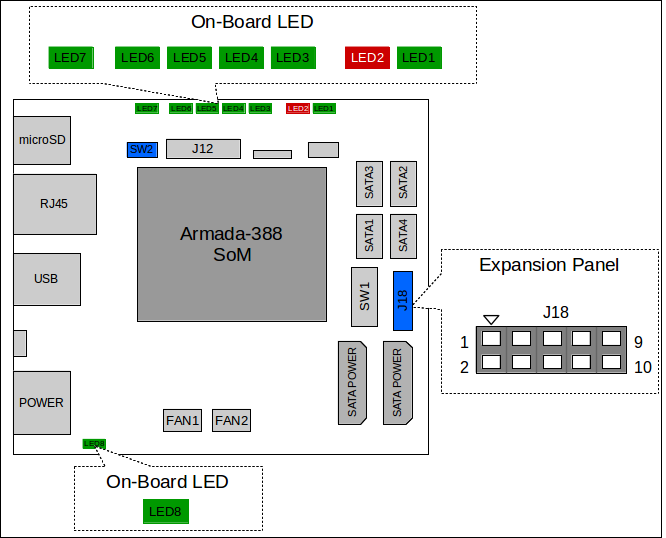 On-Board LED
LED7 LED6 LED5 LED4 LED3 LED2 LED1
LED7 LED6 LED5 LED4 LED3 LED2 LED1
microSD
SW2
J12
RJ45
Armada-388
SoM
SATA3
SATA2
SATA1
SATA4
USB
SW1
J18
Expansion Panel
J18
1
9
2
10
SATA POWER
SATA POWER
POWER
FAN1
FAN2
LED8
On-Board LED
LED8